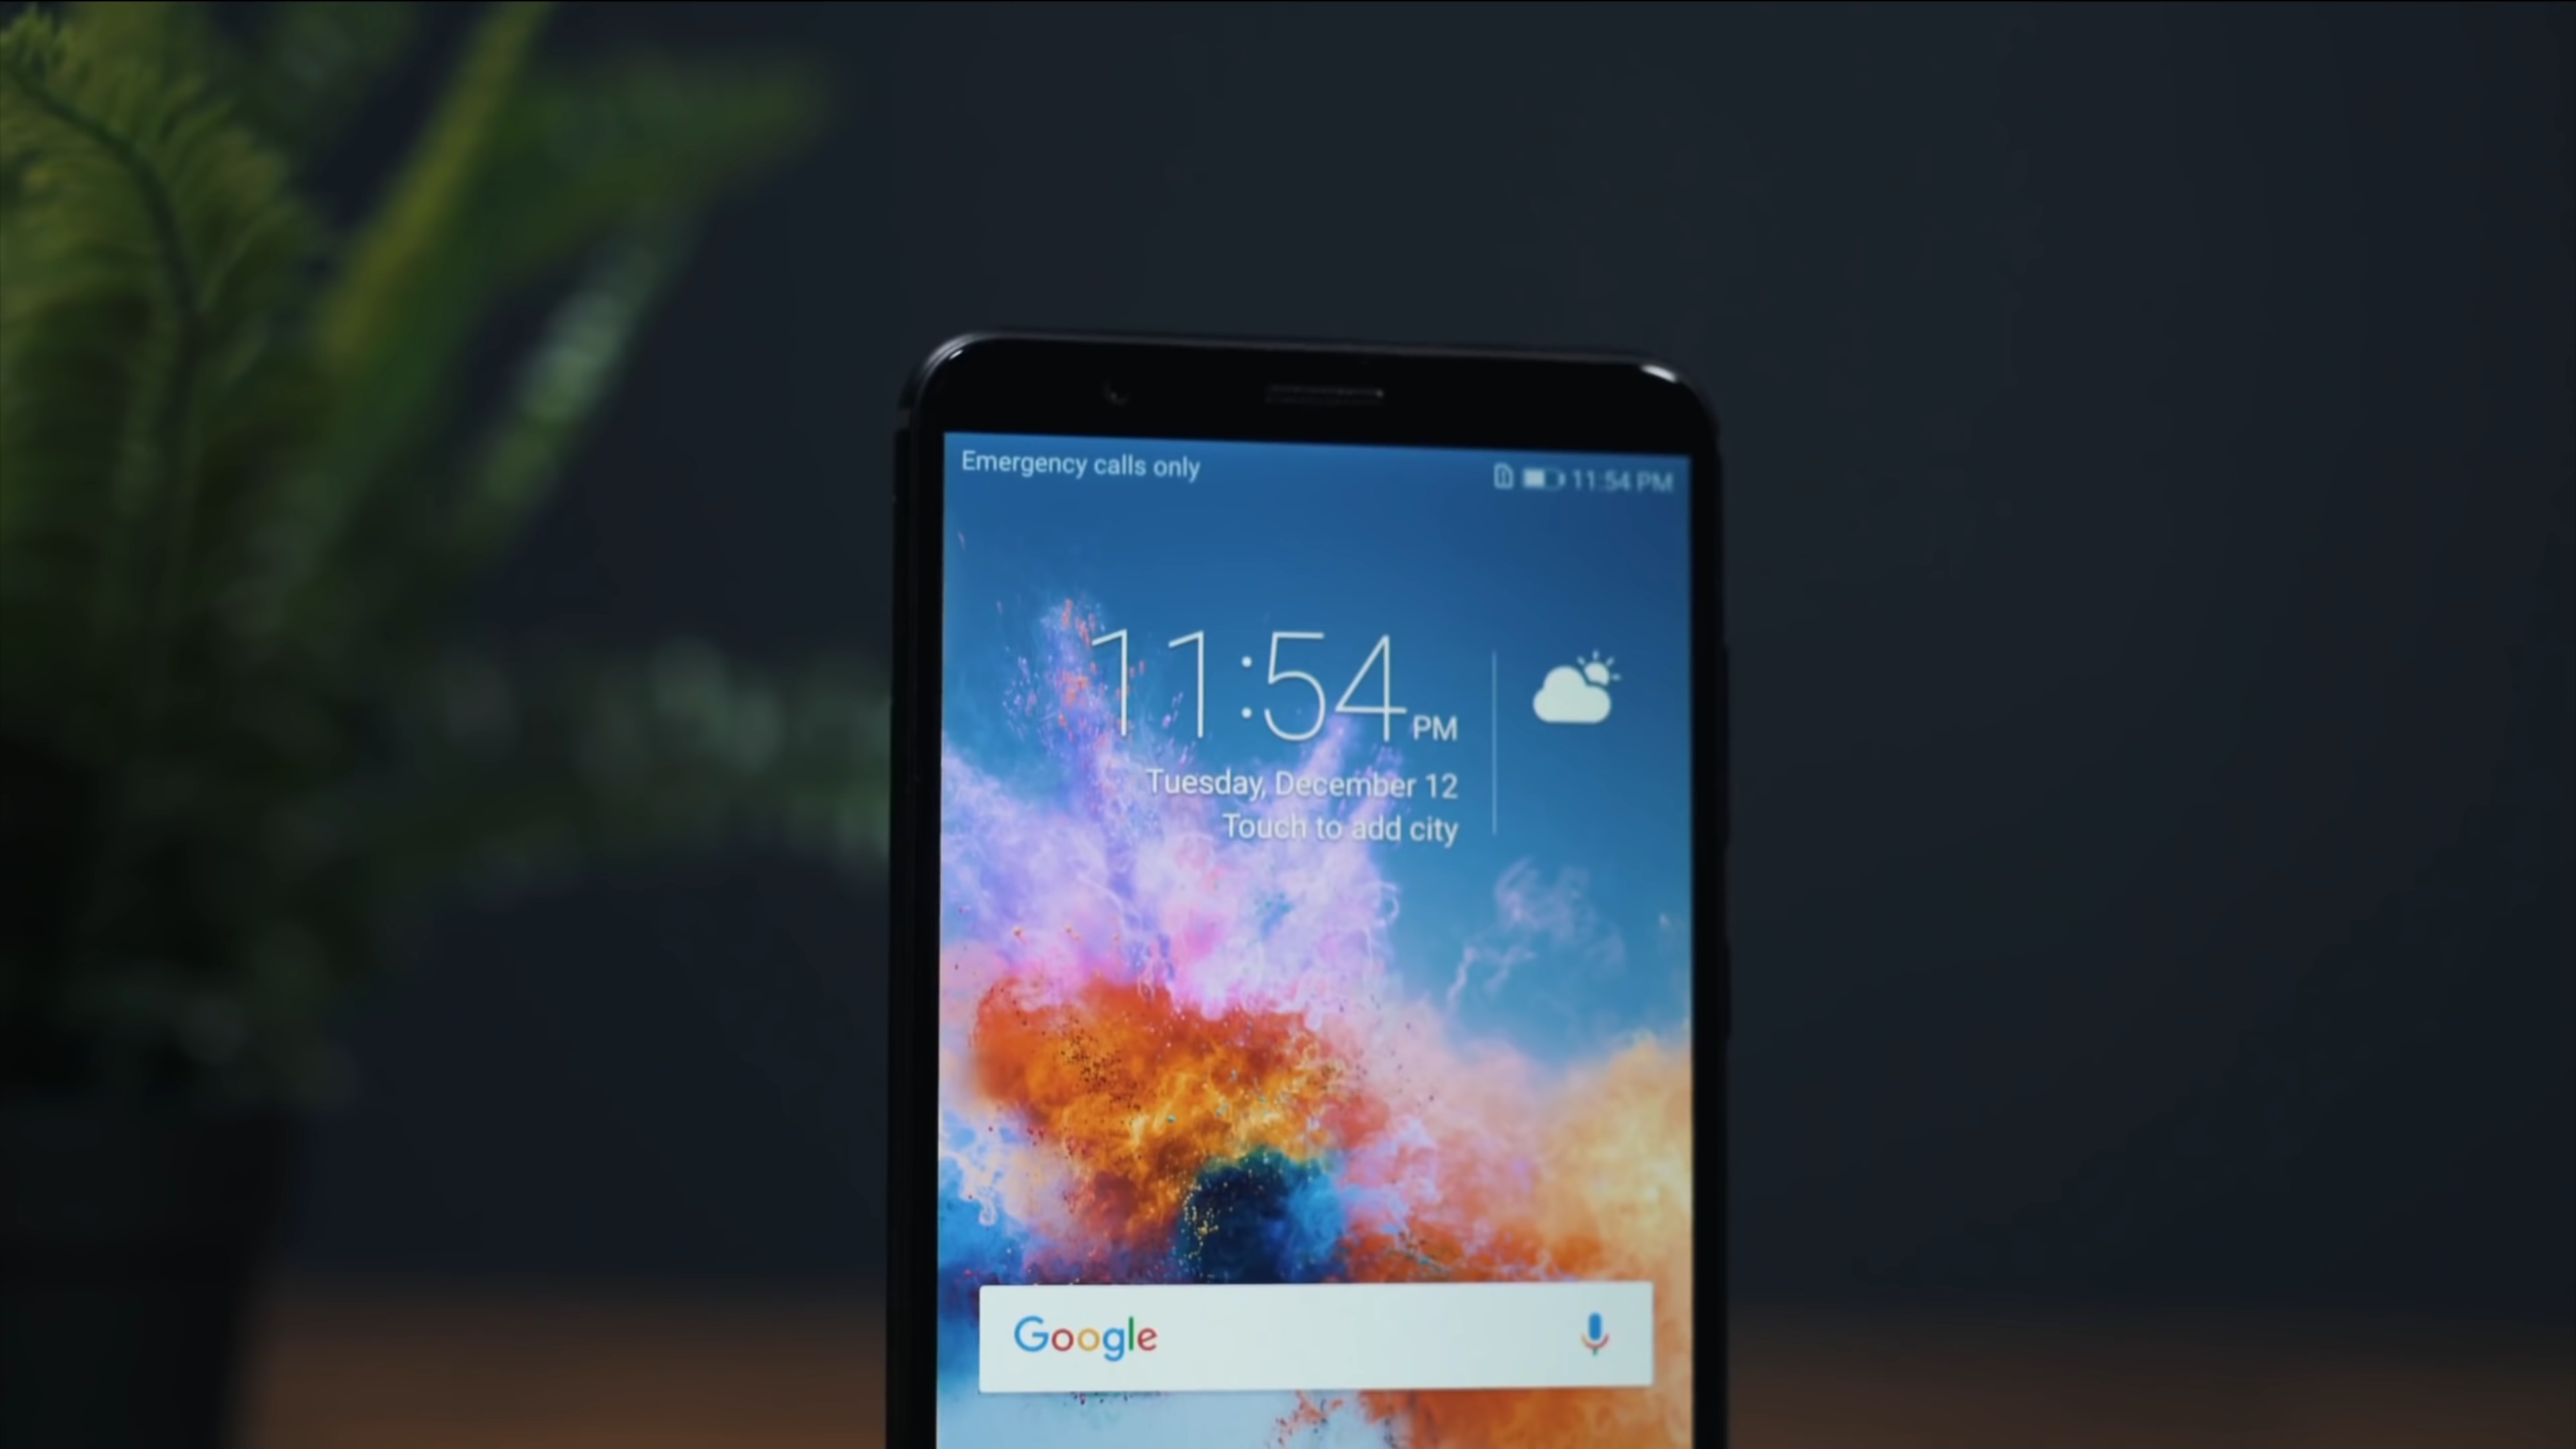 Emergency calls only
11:54 PM
11:54 PM
Tuesday, December 12
Touch to add city
Google